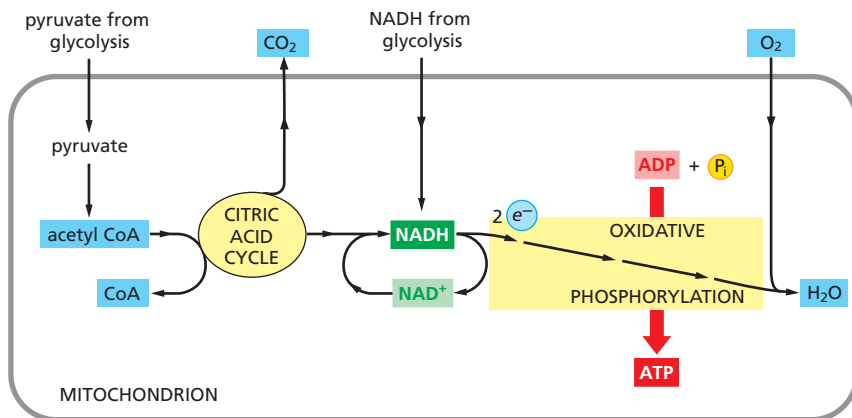 pyruvate from
glycolysis
CO₂
NADH from
glycolysis
O₂
pyruvate
ADP + Pᵢ
acetyl CoA
CITRIC
ACID
CYCLE
NADH
2 e⁻
OXIDATIVE
CoA
NAD⁺
PHOSPHORYLATION
H₂O
ATP
MITOCHONDRION